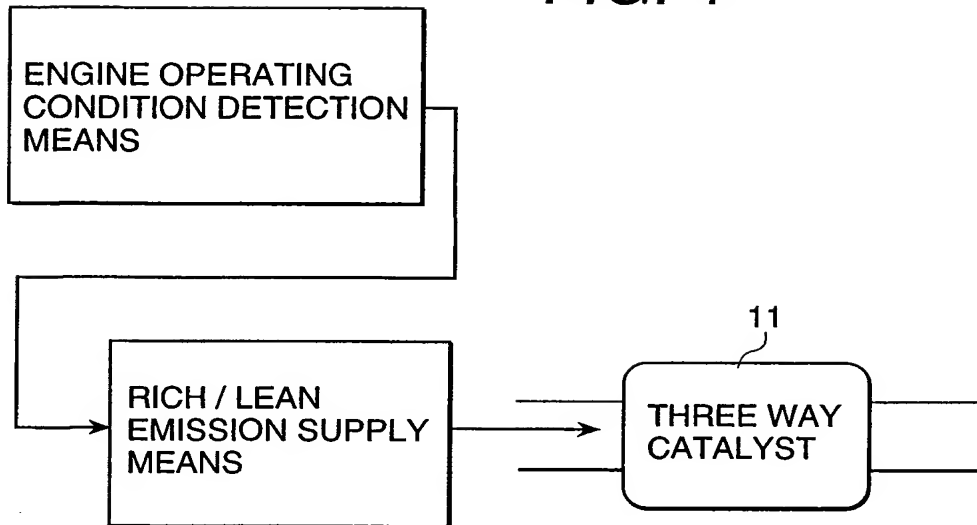 ENGINE OPERATING
CONDITION DETECTION
MEANS
11
RICH / LEAN
EMISSION SUPPLY
MEANS
THREE WAY
CATALYST